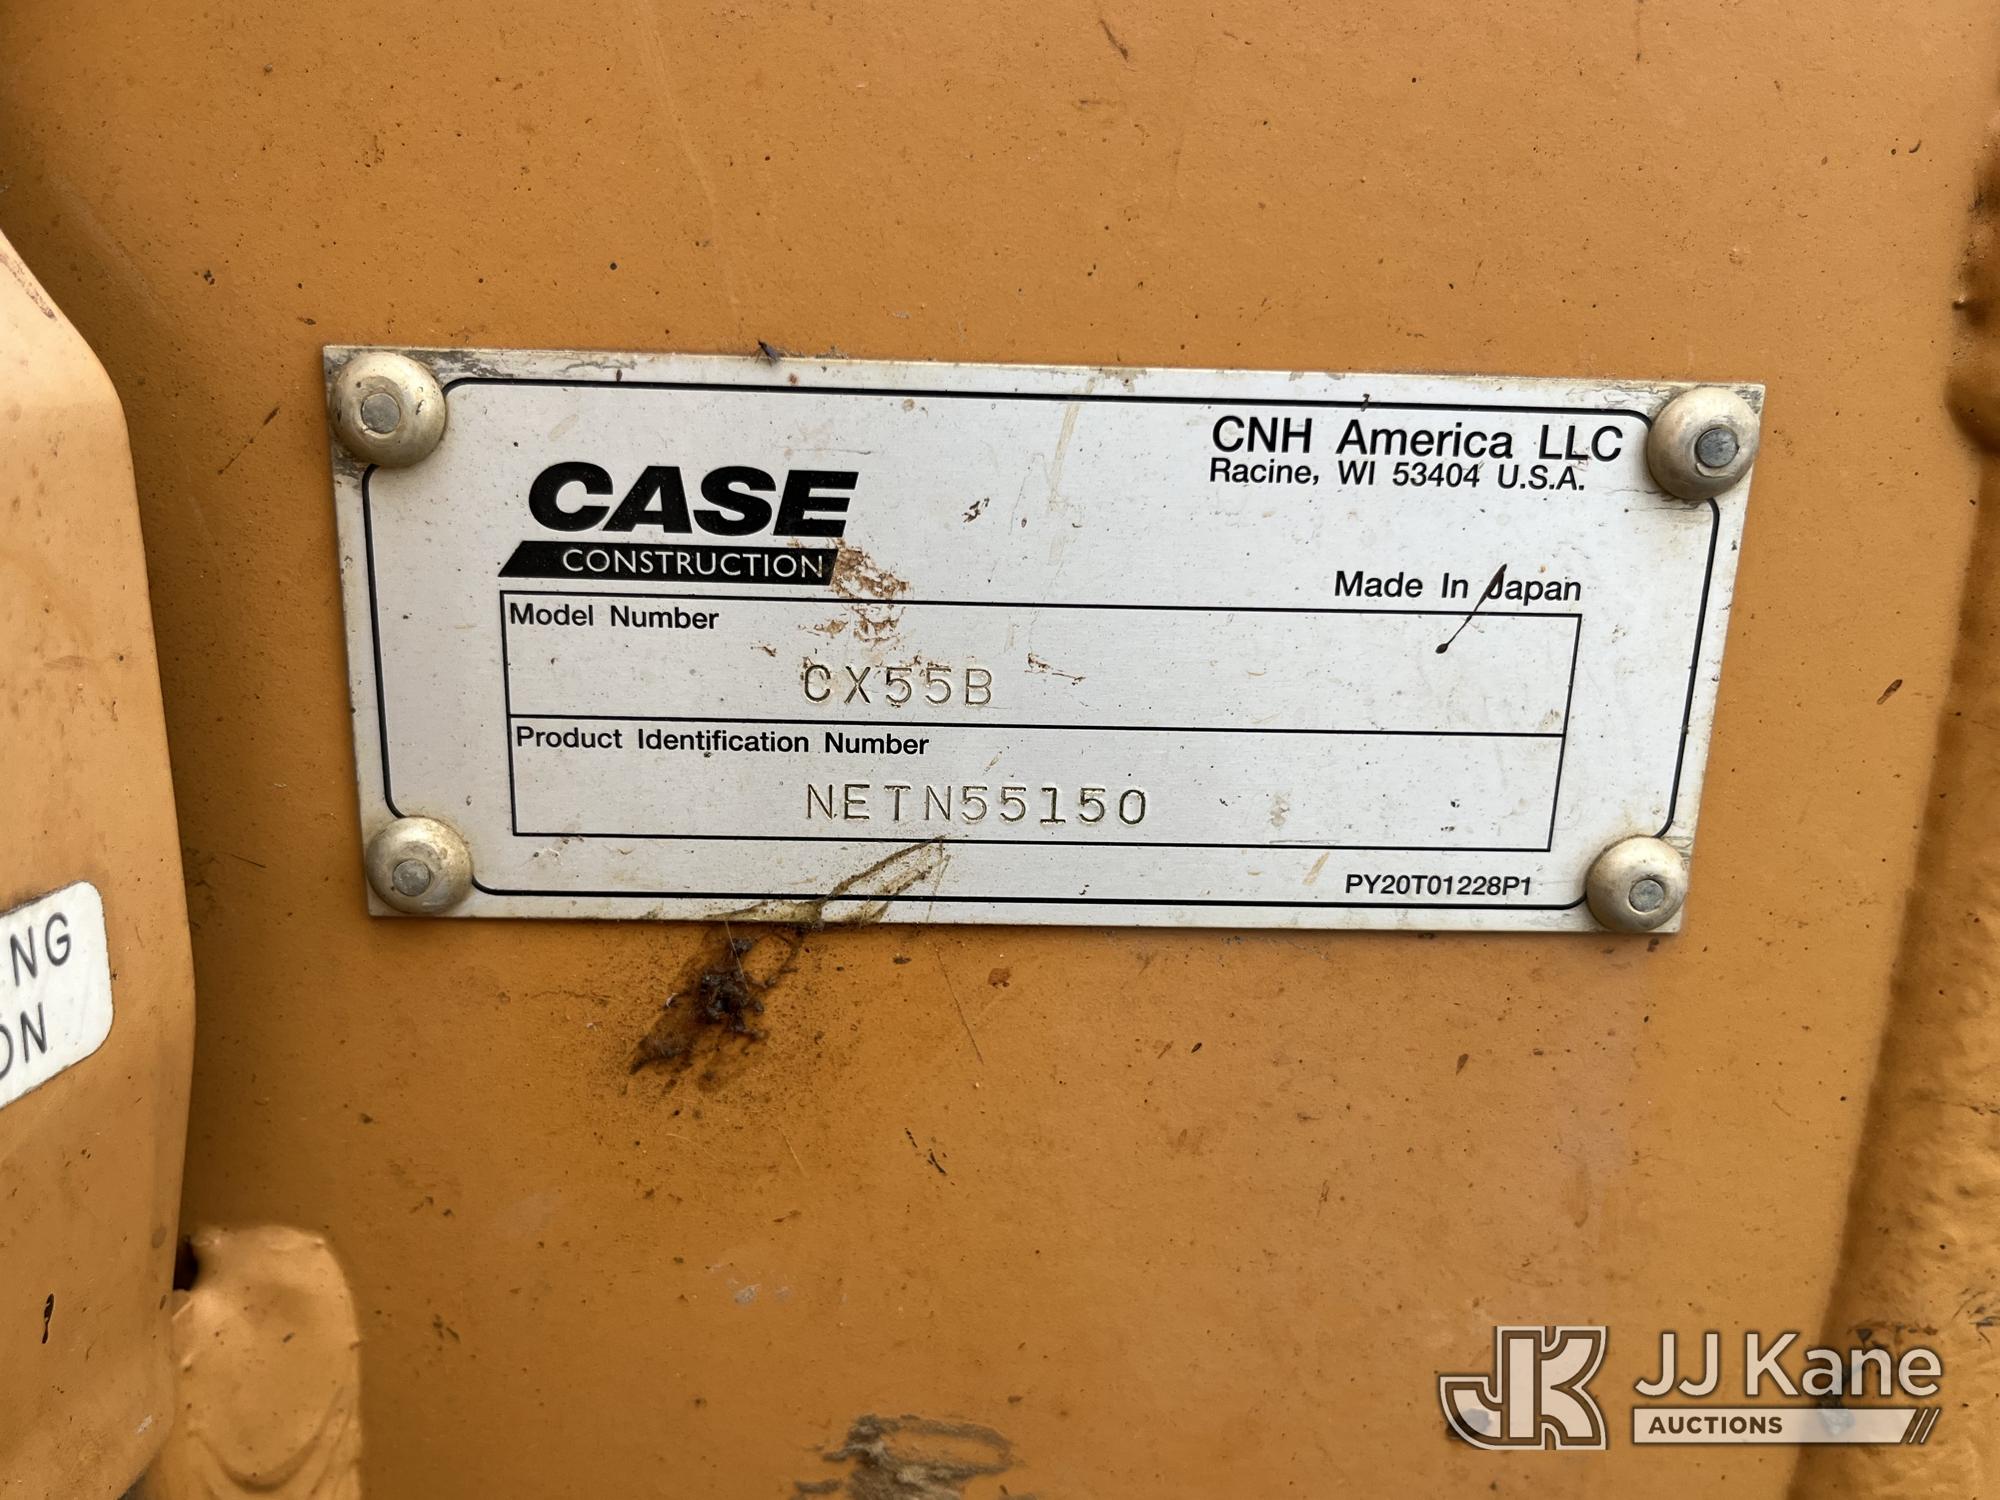 CNH America LLC
Racine, WI 53404 U.S.A.
CASE
CONSTRUCTION
Made In Japan
Model Number
CX55B
Product Identification Number
NETN55150
PY20T01228P1
NG
ON
JK JJ Kane
AUCTIONS